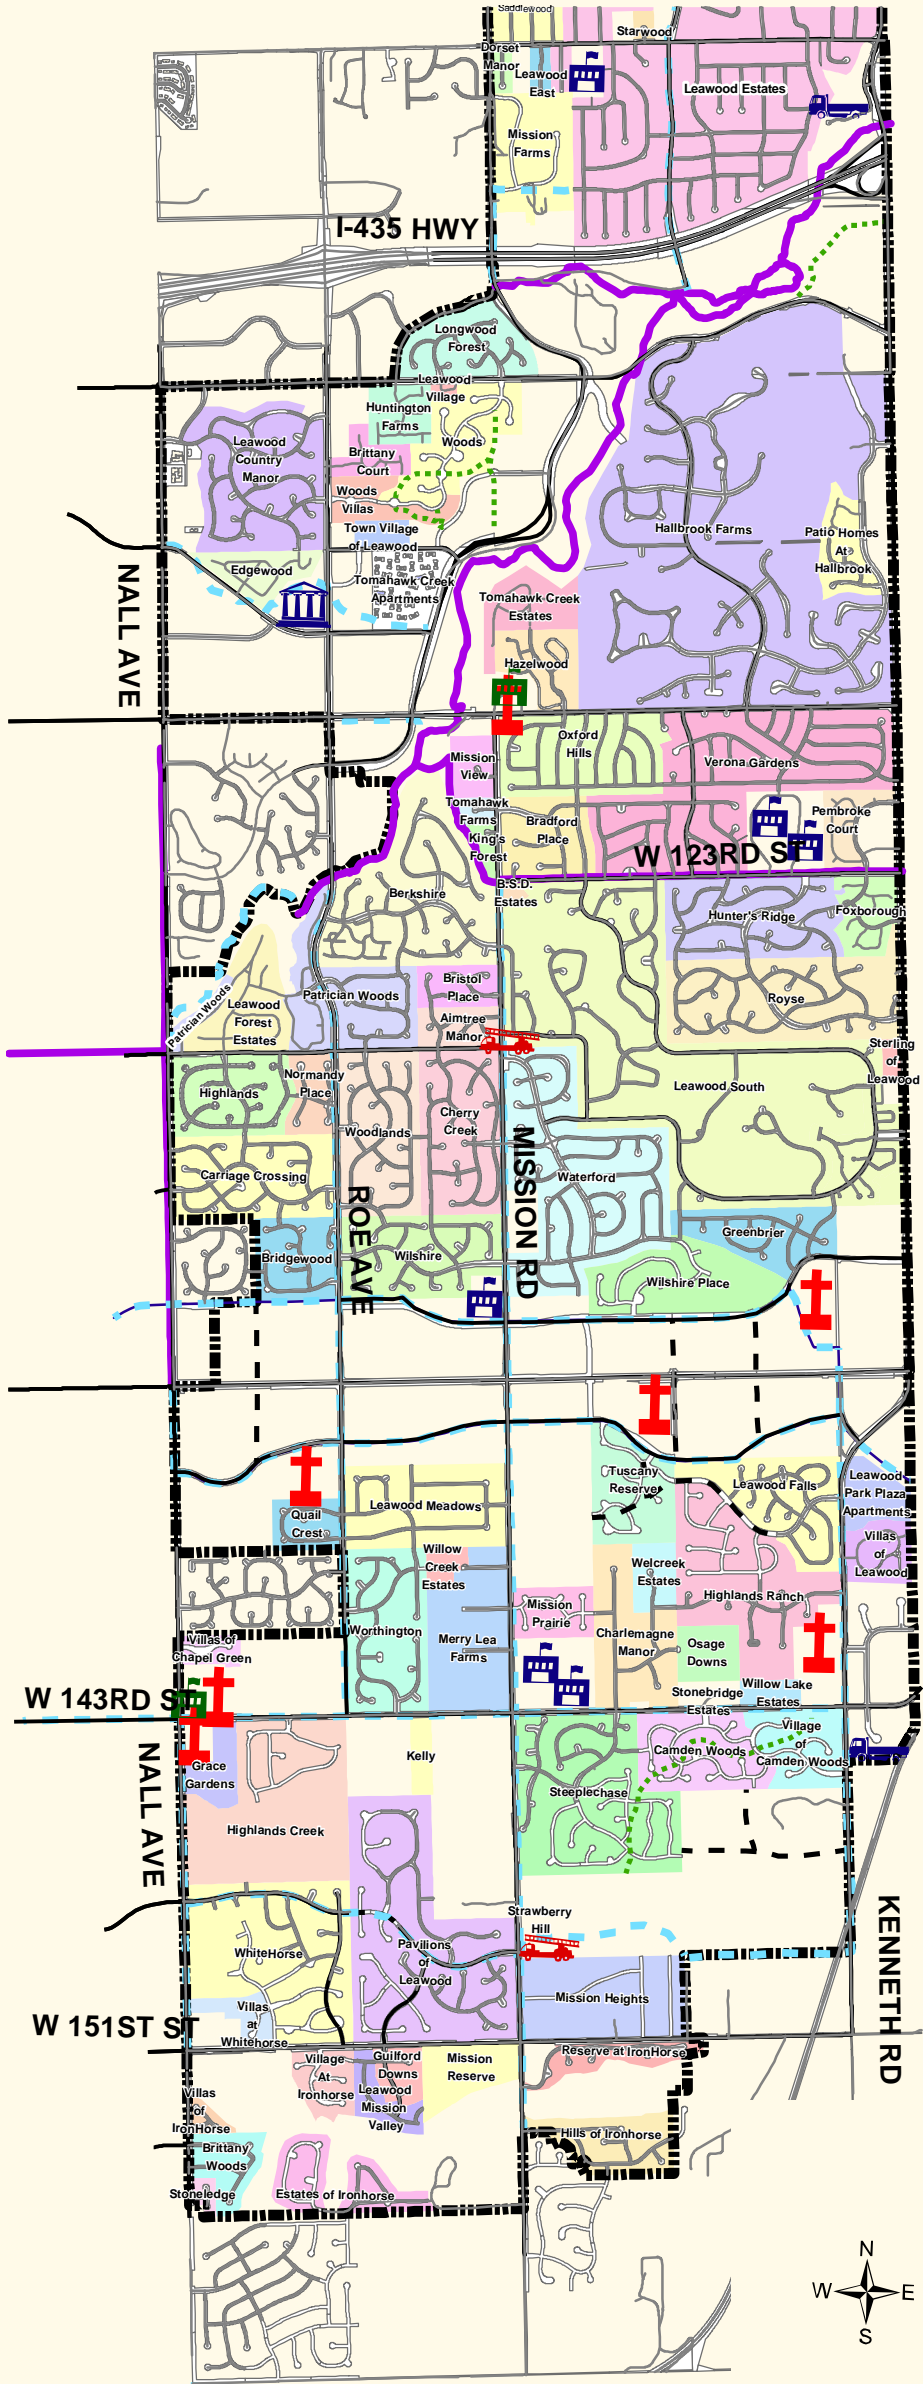 Saddlewood
Starwood
Dorset
Manor
Leawood
East
Leawood Estates
Mission
Farms
I-435 HWY
Longwood
Forest
Leawood
Village
Huntington
Farms
Woods
Leawood
Country
Manor
Brittany
Court
Woods
Villas
Town Village
of Leawood
Hallbrook Farms
Patio Homes
At
Hallbrook
Edgewood
Tomahawk Creek
Apartments
Tomahawk Creek
Estates
NALL AVE
Hazelwood
Oxford
Hills
Mission
View
Verona Gardens
Tomahawk
Farms
Bradford
Place
Pembroke
Court
King's
Forest
W 123RD ST
B.S.D.
Estates
Berkshire
Hunter's Ridge
Foxborough
Bristol
Place
Patrician Woods
Patrician Woods
Royse
Leawood
Forest
Estates
Aimtree
Manor
Sterling
of
Leawood
Normandy
Place
Highlands
Leawood South
Cherry
Creek
Woodlands
Carriage Crossing
Waterford
MISSION RD
ROE AVE
Greenbrier
Bridgewood
Wilshire
Wilshire Place
Tuscany
Reserve
Leawood Falls
Leawood
Park Plaza
Apartments
Leawood Meadows
Quail
Crest
Villas
of
Leawood
Willow
Creek
Estates
Welcreek
Estates
Highlands Ranch
Mission
Prairie
Worthington
Charlemagne
Manor
Merry Lea
Farms
Osage
Downs
Villas of
Chapel Green
Willow Lake
Estates
Stonebridge
Estates
W 143RD ST
Village
of
Camden Woods
Camden Woods
Kelly
Grace
Gardens
Steeplechase
NALL AVE
Highlands Creek
KENNETH RD
Strawberry
Hill
Pavilions
of
Leawood
WhiteHorse
Mission Heights
Villas
at
Whitehorse
W 151ST ST
Reserve at IronHorse
Village
At
Ironhorse
Guilford
Downs
Mission
Reserve
Leawood
Mission
Valley
Villas
of
IronHorse
Hills of Ironhorse
Brittany
Woods
Stoneledge
Estates of Ironhorse
N
W
E
S